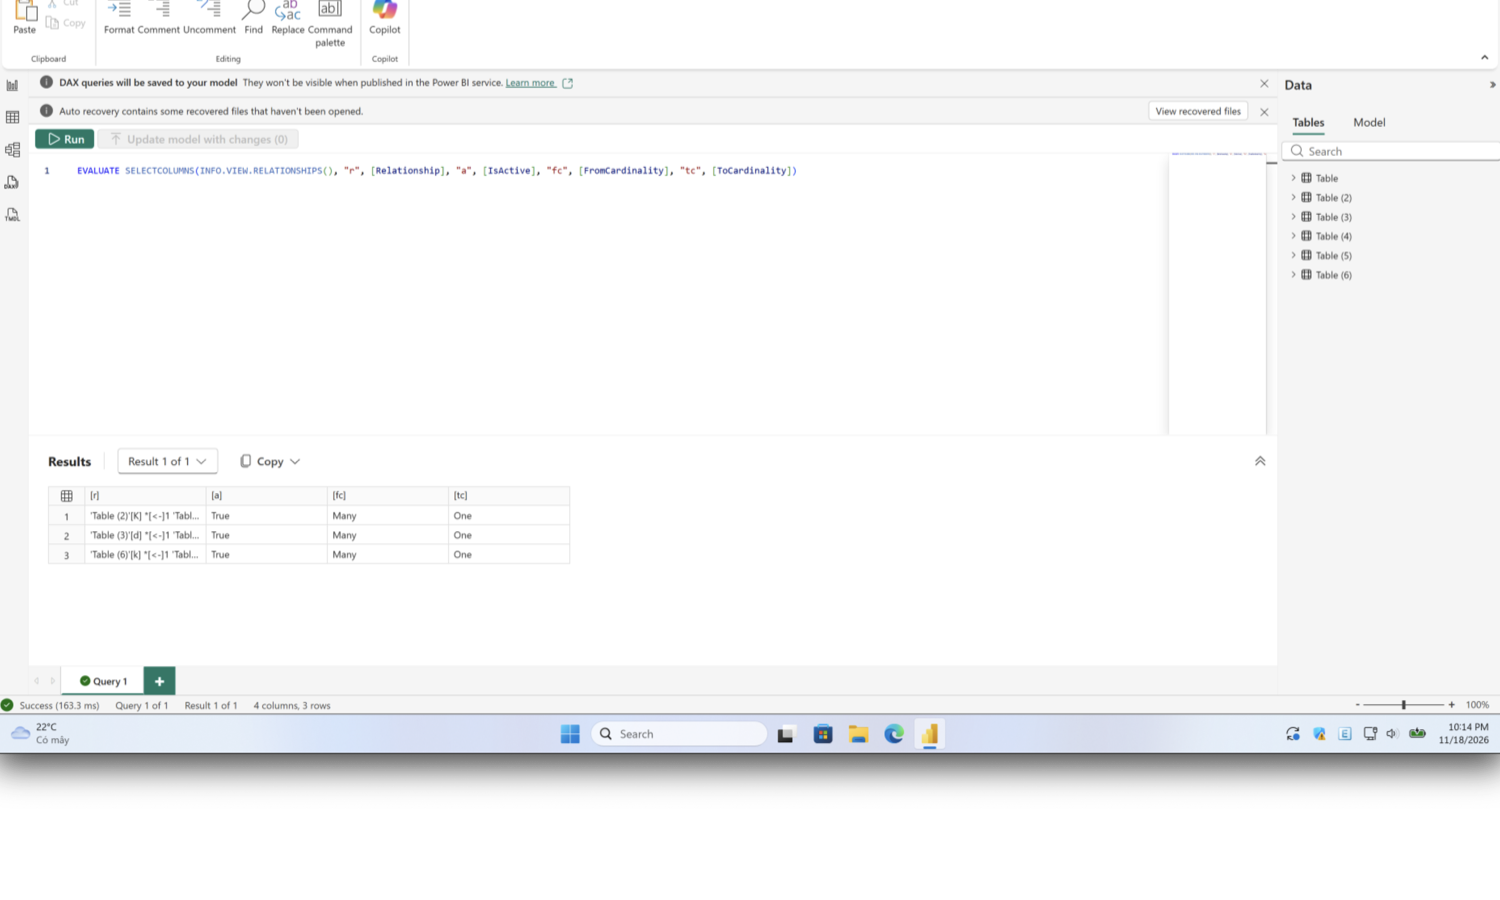 Cut
Paste
Copy
Format Comment Uncomment Find Replace Command palette Copilot
Clipboard
Editing
Copilot
DAX queries will be saved to your model They won't be visible when published in the Power BI service. Learn more
Data
Auto recovery contains some recovered files that haven't been opened.
View recovered files
Tables Model
Run
Update model with changes (0)
Search
1 EVALUATE SELECTCOLUMNS(INFO.VIEW.RELATIONSHIPS(), "r", [Relationship], "a", [IsActive], "fc", [FromCardinality], "tc", [ToCardinality])
Table
Table (2)
Table (3)
Table (4)
Table (5)
Table (6)
DAX
TMDL
Results
Result 1 of 1
Copy
[r] [a] [fc] [tc]
1 'Table (2)'[K] *[<-]1 'Tabl... True Many One
2 'Table (3)'[d] *[<-]1 'Tabl... True Many One
3 'Table (6)'[k] *[<-]1 'Tabl... True Many One
Query 1
+
Success (163.3 ms) Query 1 of 1 Result 1 of 1 4 columns, 3 rows
- + 100%
22°C
Có mây
Search
10:14 PM
11/18/2026